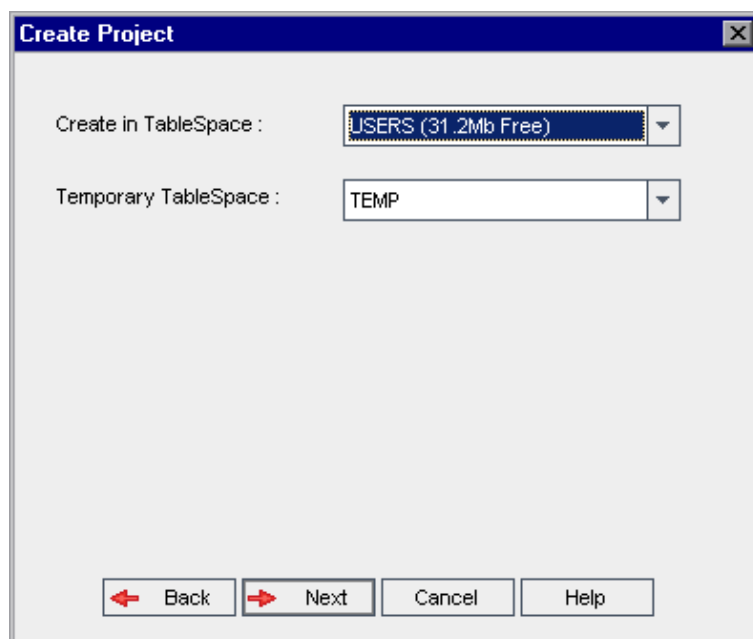 Create Project
Create in TableSpace : USERS (31.2Mb Free)
Temporary TableSpace : TEMP
Back Next Cancel Help